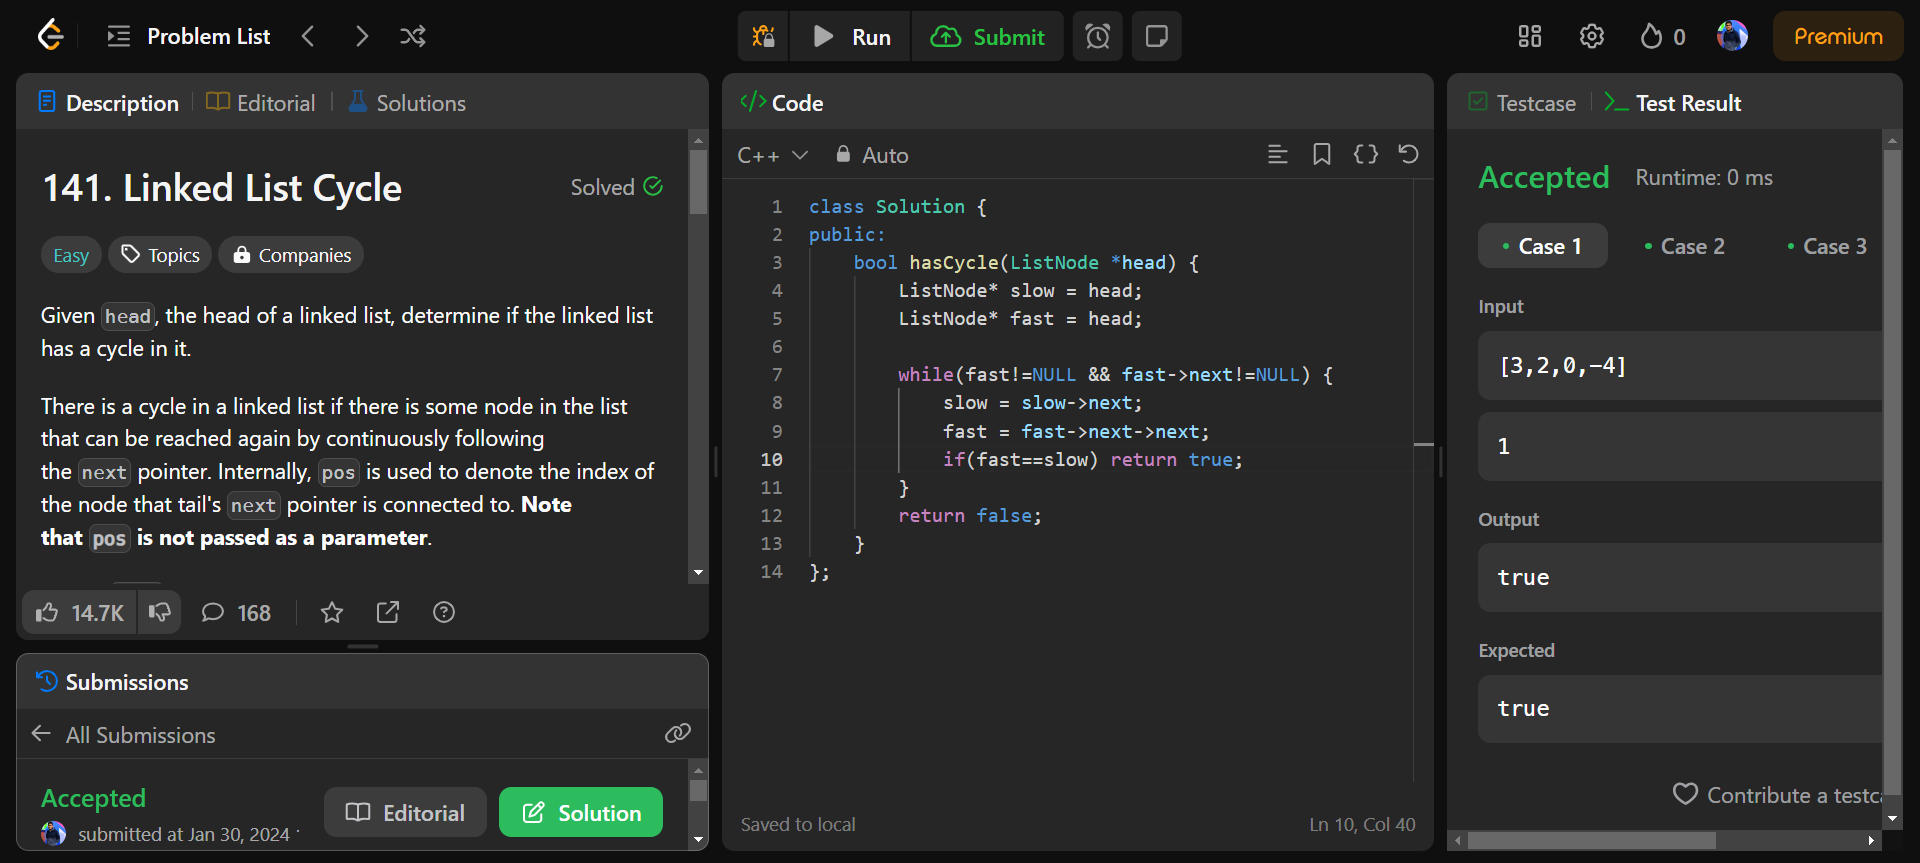 Problem List
Run
Submit
0
Premium
Description
Editorial
Solutions
141. Linked List Cycle
Solved
Easy
Topics
Companies
Given head, the head of a linked list, determine if the linked list
has a cycle in it.
There is a cycle in a linked list if there is some node in the list
that can be reached again by continuously following
the next pointer. Internally, pos is used to denote the index of
the node that tail's next pointer is connected to. Note
that pos is not passed as a parameter.
14.7K
168
Submissions
All Submissions
Accepted
submitted at Jan 30, 2024
Editorial
Solution
</> Code
C++
Auto
1 class Solution {
2 public:
3     bool hasCycle(ListNode *head) {
4         ListNode* slow = head;
5         ListNode* fast = head;
6
7         while(fast!=NULL && fast->next!=NULL) {
8             slow = slow->next;
9             fast = fast->next->next;
10             if(fast==slow) return true;
11         }
12         return false;
13     }
14 };
Saved to local
Ln 10, Col 40
Testcase
Test Result
Accepted
Runtime: 0 ms
• Case 1
• Case 2
• Case 3
Input
[3,2,0,-4]
1
Output
true
Expected
true
Contribute a testca